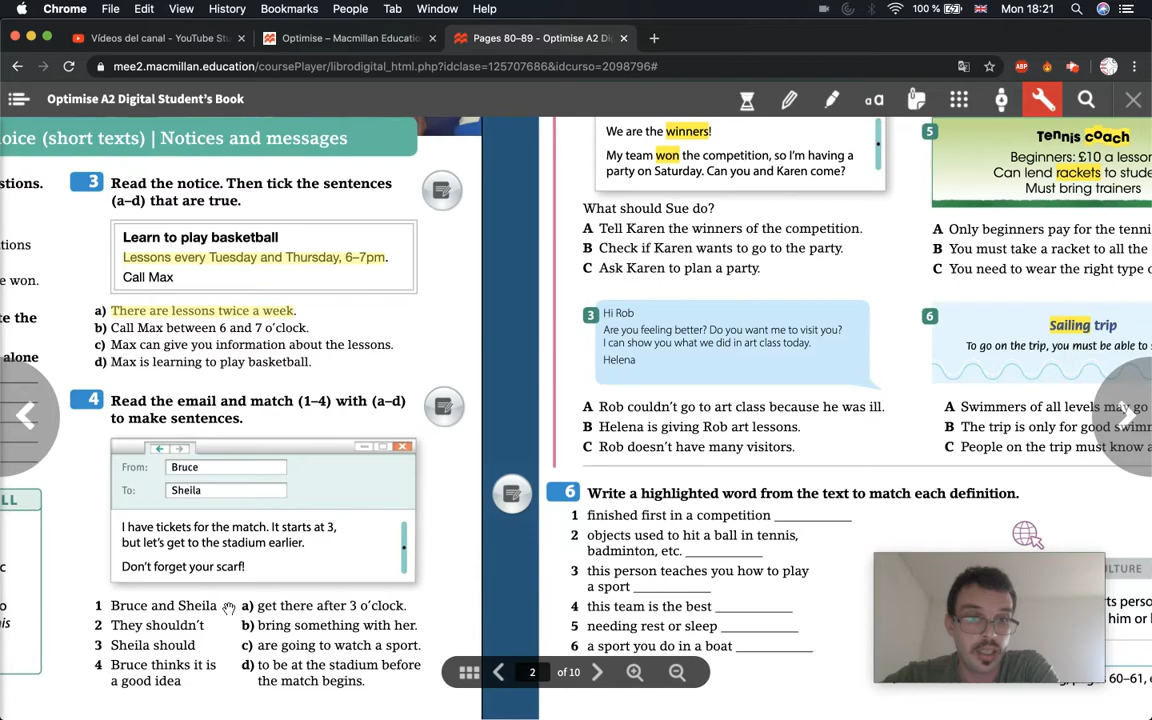 Chrome File Edit View History Bookmarks People Tab Window Help 100 % Mon 18:21
Vídeos del canal - YouTube Stu
Optimise – Macmillan Educatio
Pages 80–89 - Optimise A2 Di
mee2.macmillan.education/coursePlayer/librodigital_html.php?idclase=125707686&idcurso=2098796#
ABP
Optimise A2 Digital Student's Book
aα
oice (short texts) | Notices and messages
stions.
tions
e won.
te the
alone
LL
c
o
nis
3 Read the notice. Then tick the sentences
(a–d) that are true.
Learn to play basketball
Lessons every Tuesday and Thursday, 6–7pm.
Call Max
a) There are lessons twice a week.
b) Call Max between 6 and 7 o'clock.
c) Max can give you information about the lessons.
d) Max is learning to play basketball.
4 Read the email and match (1–4) with (a–d)
to make sentences.
From: Bruce
To: Sheila
I have tickets for the match. It starts at 3,
but let's get to the stadium earlier.
Don't forget your scarf!
1 Bruce and Sheila a) get there after 3 o'clock.
2 They shouldn't b) bring something with her.
3 Sheila should c) are going to watch a sport.
4 Bruce thinks it is d) to be at the stadium before
a good idea the match begins.
We are the winners!
My team won the competition, so I'm having a
party on Saturday. Can you and Karen come?
What should Sue do?
A Tell Karen the winners of the competition.
B Check if Karen wants to go to the party.
C Ask Karen to plan a party.
3 Hi Rob
Are you feeling better? Do you want me to visit you?
I can show you what we did in art class today.
Helena
A Rob couldn't go to art class because he was ill.
B Helena is giving Rob art lessons.
C Rob doesn't have many visitors.
5 Tennis coach
Beginners: £10 a lesso
Can lend rackets to stude
Must bring trainers
A Only beginners pay for the tenni
B You must take a racket to all the
C You need to wear the right type o
6 Sailing trip
To go on the trip, you must be able to s
A Swimmers of all levels may go
B The trip is only for good swimm
C People on the trip must know a
6 Write a highlighted word from the text to match each definition.
1 finished first in a competition
2 objects used to hit a ball in tennis,
badminton, etc.
3 this person teaches you how to play
a sport
4 this team is the best
5 needing rest or sleep
6 a sport you do in a boat
ULTURE
ts perso
him or h
pages 60–61, e
2 of 10